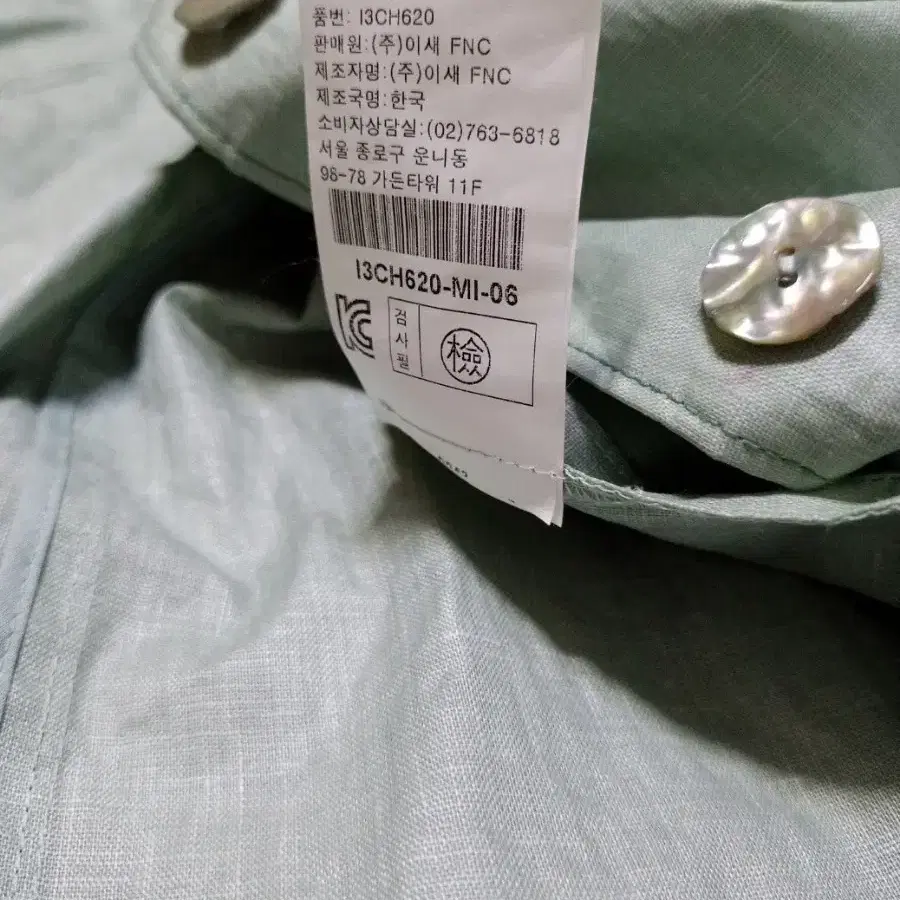 품번: I3CH620
판매원:(주)이새 FNC
제조자명:(주)이새 FNC
제조국명:한국
소비자상담실:(02)763-6818
서울 종로구 운니동
98-78 가든타워 11F
I3CH620-MI-06
KC
검사필
檢